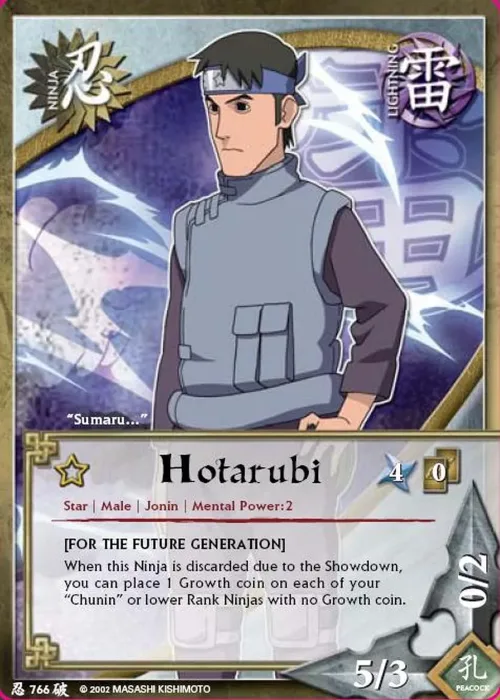 NINJA
忍
LIGHTNING
雷
"Sumaru..."
Hotarubi
4
0
Star | Male | Jonin | Mental Power:2
[FOR THE FUTURE GENERATION]
When this Ninja is discarded due to the Showdown,
you can place 1 Growth coin on each of your
"Chunin" or lower Rank Ninjas with no Growth coin.
0/2
5/3
孔
PEACOCK
忍 766 破 © 2002 MASASHI KISHIMOTO